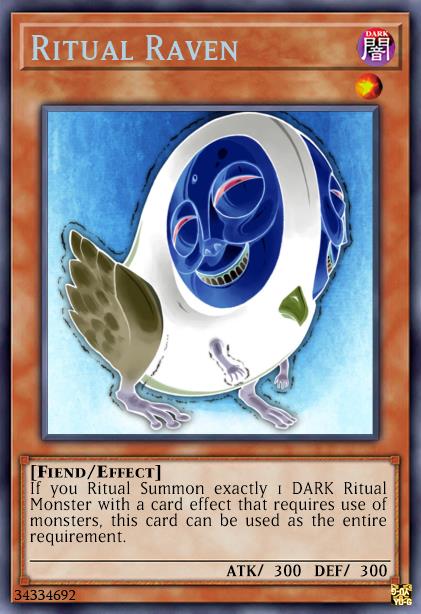 RITUAL RAVEN
DARK
闇
[FIEND/EFFECT]
If you Ritual Summon exactly 1 DARK Ritual
Monster with a card effect that requires use of
monsters, this card can be used as the entire
requirement.
ATK/ 300 DEF/ 300
34334692